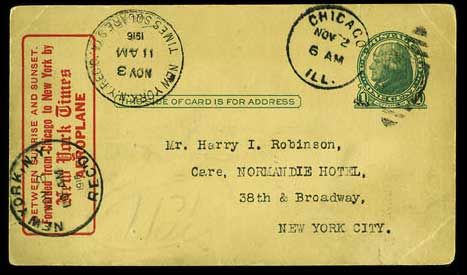 CHICAGO
NOV 2
6 AM
ILL.
NEW YORK, N.Y. REC'D.
TIMES SQUARE STA.
NOV 3
11 AM
1916
SIDE OF CARD IS FOR ADDRESS
BETWEEN SUNRISE AND SUNSET.
Forwarded from Chicago to New York by
New York Times
AEROPLANE
NEW YORK, N.Y.
REC'D
Mr. Harry I. Robinson,
Care, NORMANDIE HOTEL,
38th & Broadway,
NEW YORK CITY.